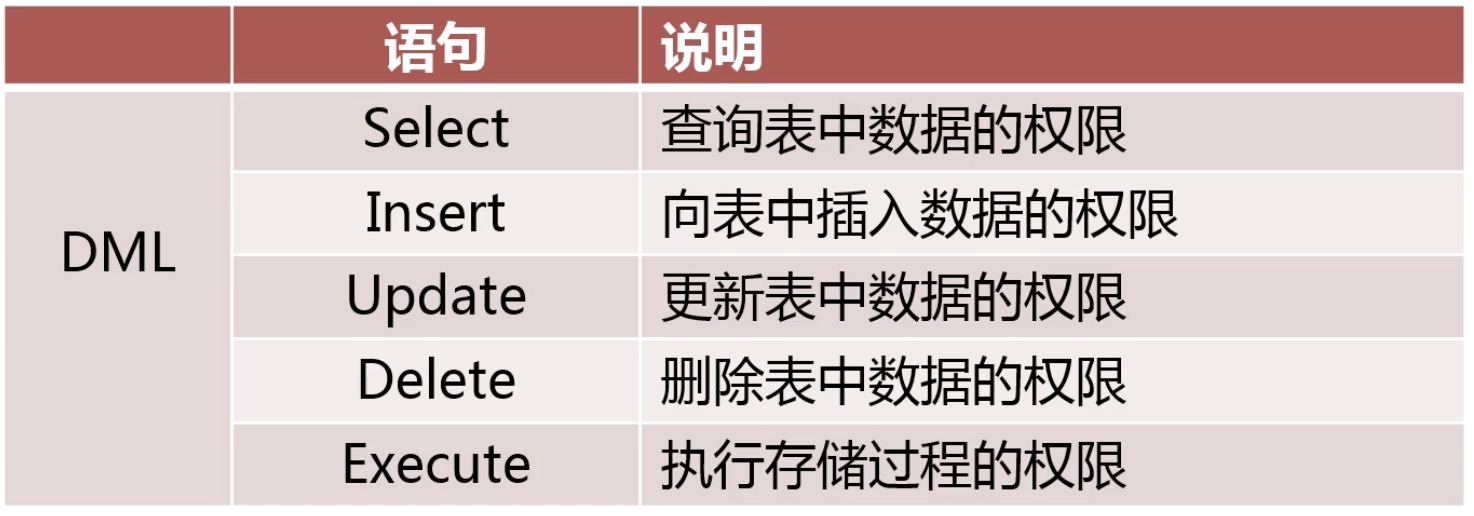 语句 说明
Select 查询表中数据的权限
Insert 向表中插入数据的权限
DML
Update 更新表中数据的权限
Delete 删除表中数据的权限
Execute 执行存储过程的权限